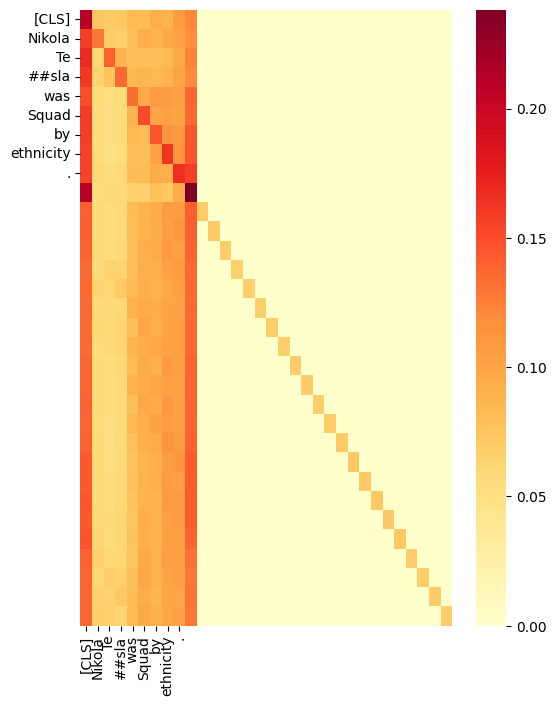 [CLS]
Nikola
Te
##sla
was
Squad
by
ethnicity
.
0.20
0.15
0.10
0.05
0.00
[CLS]
Nikola
Te
##sla
was
Squad
by
ethnicity
.